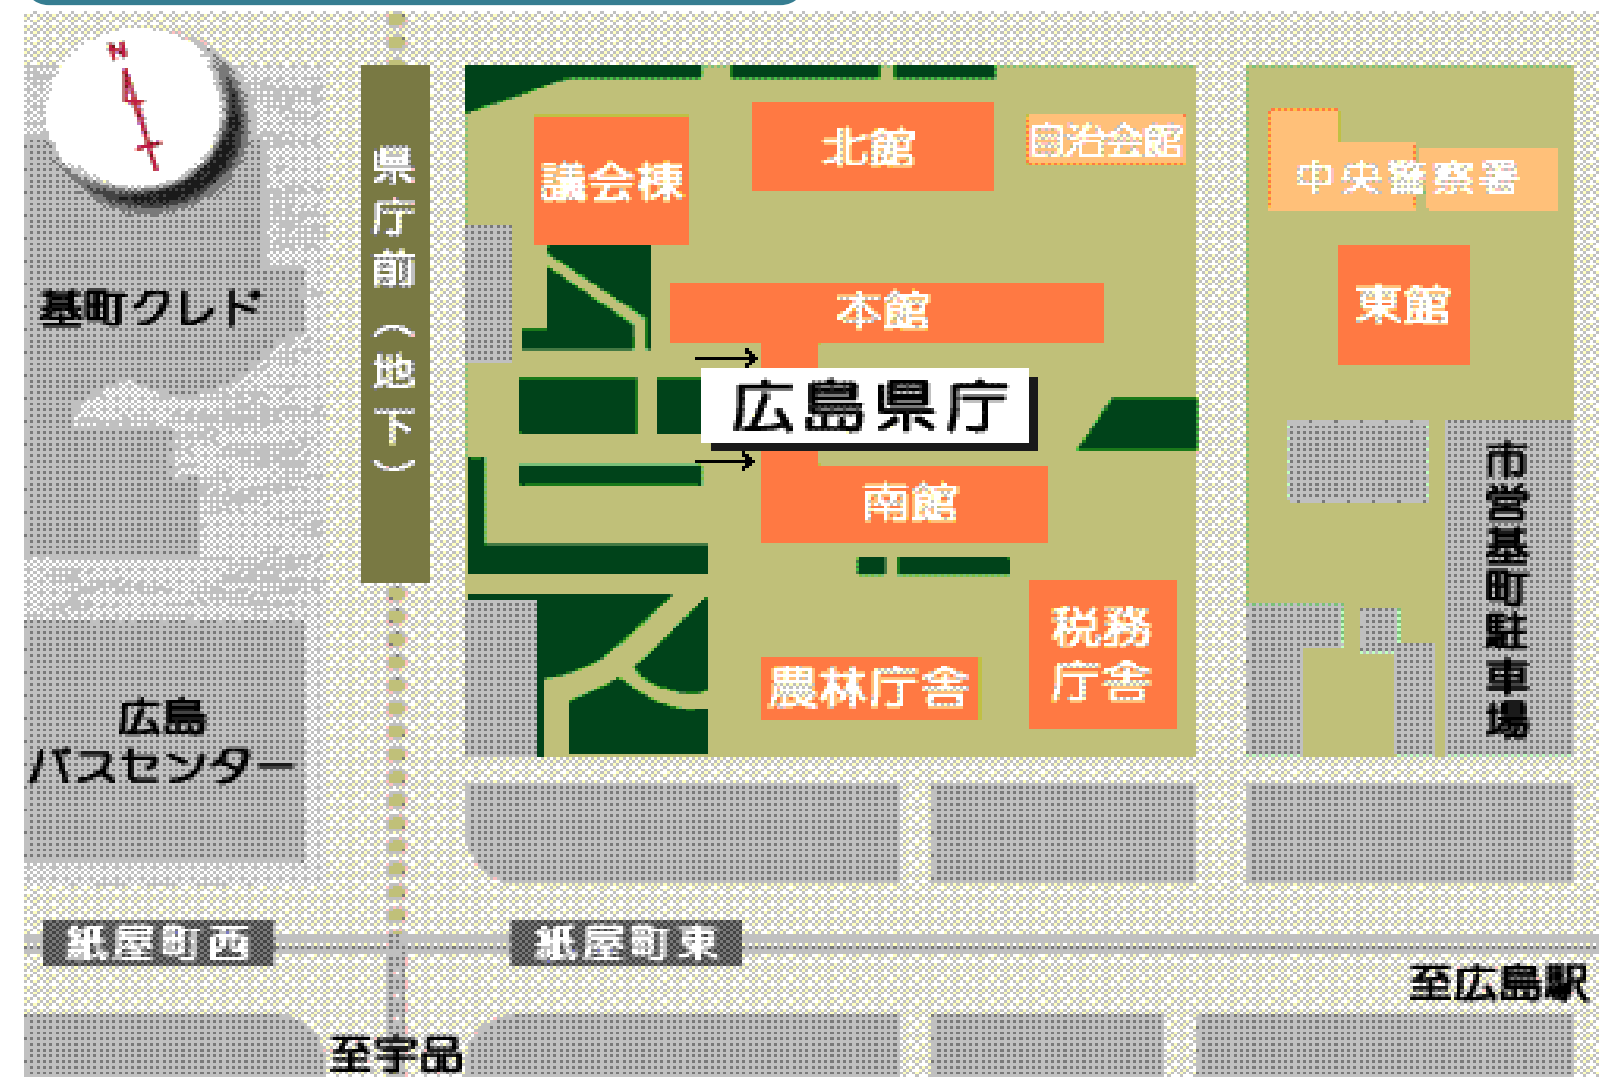 N
県庁前（地下）
議会棟
北館
自治会館
中央警察署
基町クレド
本館
東館
広島県庁
南館
市営基町駐車場
税務
庁舎
農林庁舎
広島
バスセンター
紙屋町西
紙屋町東
至広島駅
至宇品